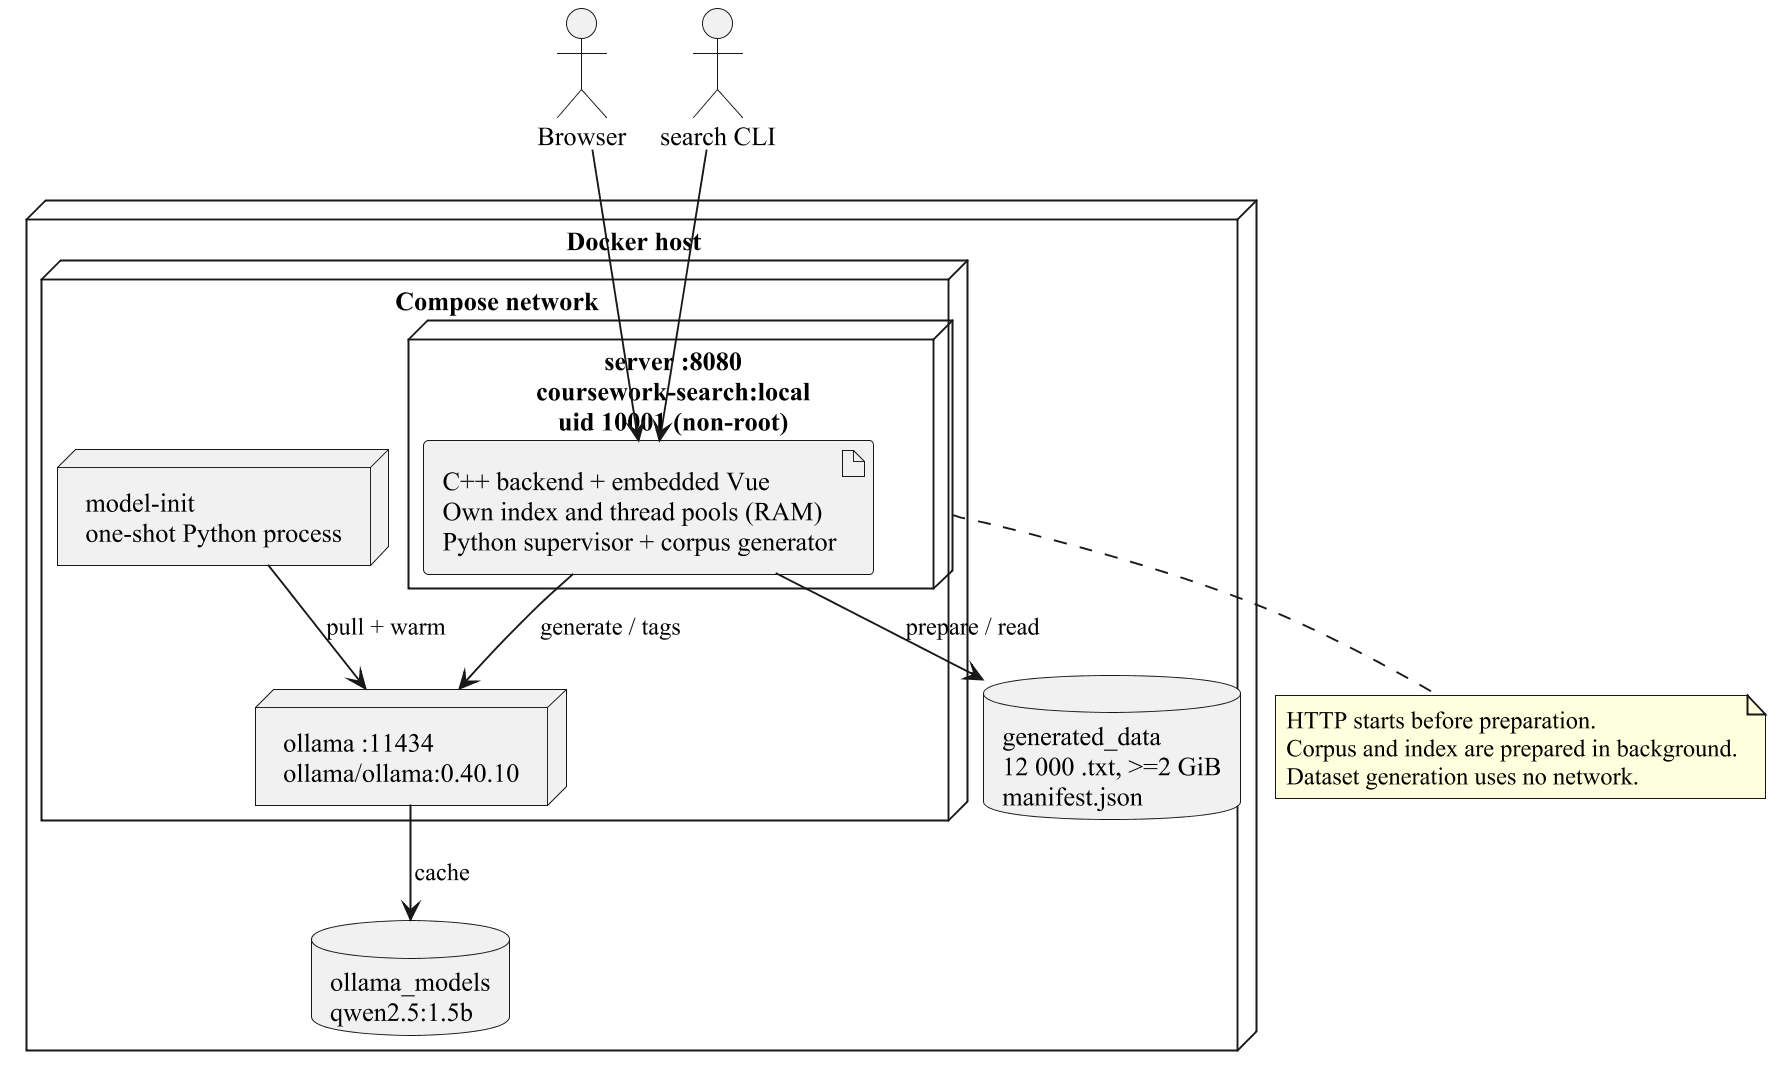 Browser
search CLI
Docker host
Compose network
server :8080
coursework-search:local
uid 10001 (non-root)
C++ backend + embedded Vue
Own index and thread pools (RAM)
Python supervisor + corpus generator
model-init
one-shot Python process
pull + warm
generate / tags
prepare / read
ollama :11434
ollama/ollama:0.40.10
generated_data
12 000 .txt, >=2 GiB
manifest.json
HTTP starts before preparation.
Corpus and index are prepared in background.
Dataset generation uses no network.
cache
ollama_models
qwen2.5:1.5b